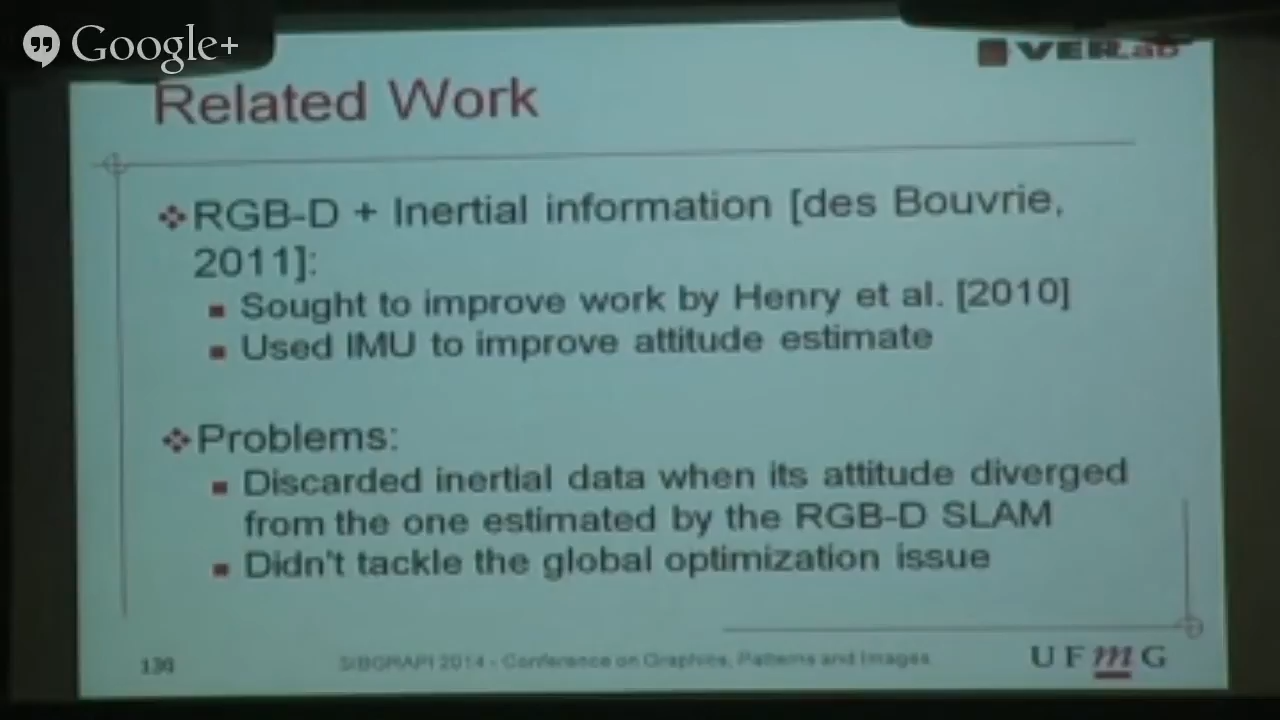 Google+
VERLab
Related Work
RGB-D + Inertial information [des Bouvrie,
2011]:
Sought to improve work by Henry et al. [2010]
Used IMU to improve attitude estimate
Problems:
Discarded inertial data when its attitude diverged
from the one estimated by the RGB-D SLAM
Didn't tackle the global optimization issue
SIBGRAPI 2014 - Conference on Graphics, Patterns and Images
UFMG